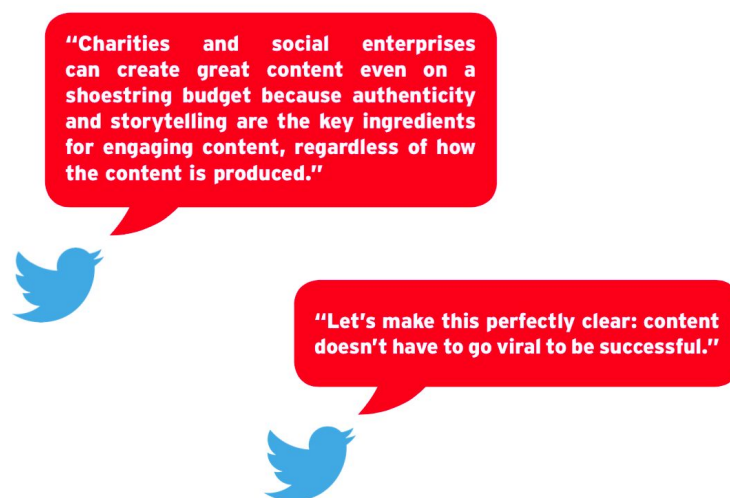 “Charities and social enterprises
can create great content even on a
shoestring budget because authenticity
and storytelling are the key ingredients
for engaging content, regardless of how
the content is produced.”
“Let’s make this perfectly clear: content
doesn’t have to go viral to be successful.”